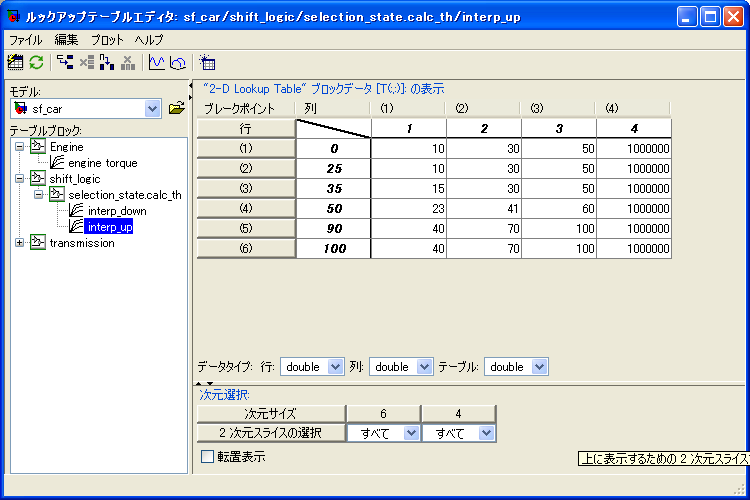 ルックアップテーブルエディタ: sf_car/shift_logic/selection_state.calc_th/interp_up
ファイル 編集 プロット ヘルプ
モデル:
sf_car
テーブルブロック:
Engine
engine torque
shift_logic
selection_state.calc_th
interp_down
interp_up
transmission
"2-D Lookup Table" ブロックデータ [T(:,:)]: の表示
ブレークポイント 列 (1) (2) (3) (4)
行 1 2 3 4
(1) 0 10 30 50 1000000
(2) 25 10 30 50 1000000
(3) 35 15 30 50 1000000
(4) 50 23 41 60 1000000
(5) 90 40 70 100 1000000
(6) 100 40 70 100 1000000
データタイプ: 行: double 列: double テーブル: double
次元選択:
次元サイズ 6 4
2 次元スライスの選択 すべて すべて
転置表示
上に表示するための 2 次元スライス